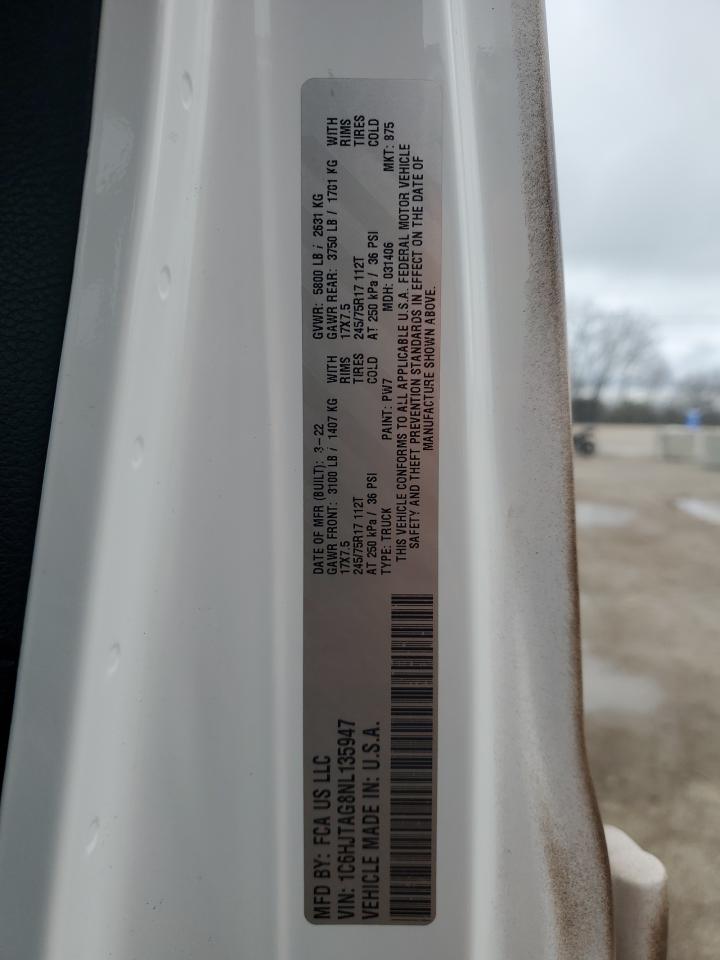 MFD BY: FCA US LLC
VIN: 1C6HJTAG8NL135947
VEHICLE MADE IN: U.S.A.
DATE OF MFR (BUILT): 3-22 GVWR: 5800 LB / 2631 KG
GAWR FRONT: 3100 LB / 1407 KG WITH GAWR REAR: 3750 LB / 1701 KG WITH
17X7.5 RIMS 17X7.5 RIMS
245/75R17 112T TIRES 245/75R17 112T TIRES
AT 250 kPa / 36 PSI COLD AT 250 kPa / 36 PSI COLD
TYPE: TRUCK PAINT: PW7 MDH: 031406 MKT: 875
THIS VEHICLE CONFORMS TO ALL APPLICABLE U.S.A. FEDERAL MOTOR VEHICLE
SAFETY AND THEFT PREVENTION STANDARDS IN EFFECT ON THE DATE OF
MANUFACTURE SHOWN ABOVE.